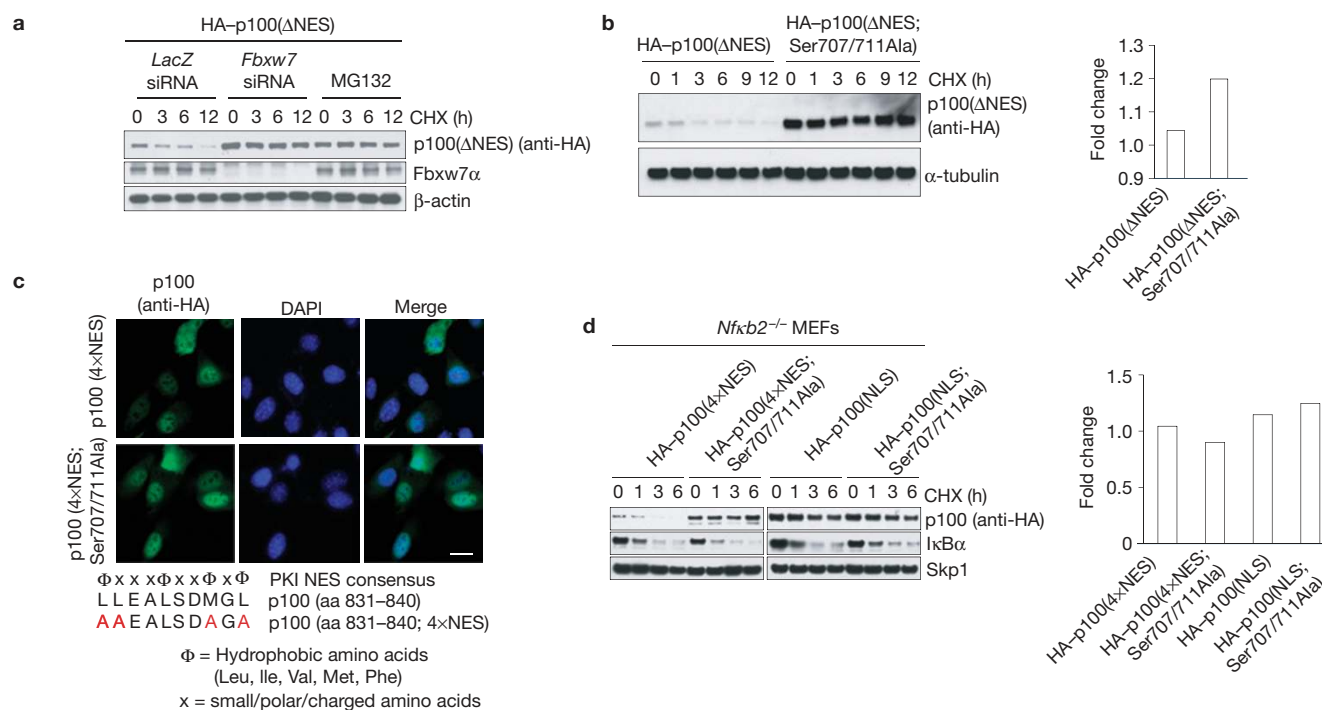 a
HA–p100(ΔNES)
LacZ siRNA
Fbxw7 siRNA
MG132
0 3 6 12 0 3 6 12 0 3 6 12 CHX (h)
p100(ΔNES) (anti-HA)
Fbxw7α
β-actin
b
HA–p100(ΔNES)
HA–p100(ΔNES;
Ser707/711Ala)
0 1 3 6 9 12 0 1 3 6 9 12 CHX (h)
p100(ΔNES)
(anti-HA)
α-tubulin
Fold change
1.3
1.2
1.1
1.0
0.9
HA–p100(ΔNES)
HA–p100(ΔNES;
Ser707/711Ala)
c
p100
(anti-HA)
DAPI
Merge
p100 (4×NES)
p100 (4×NES;
Ser707/711Ala)
ΦxxxΦxxΦxΦ PKI NES consensus
LLEALSDMGL p100 (aa 831–840)
AAEALSDAGA p100 (aa 831–840; 4×NES)
Φ = Hydrophobic amino acids
(Leu, Ile, Val, Met, Phe)
x = small/polar/charged amino acids
d
Nfκb2–/– MEFs
HA–p100(4×NES)
HA–p100(4×NES;
Ser707/711Ala)
HA–p100(NLS)
HA–p100(NLS;
Ser707/711Ala)
0 1 3 6 0 1 3 6 0 1 3 6 0 1 3 6 CHX (h)
p100 (anti-HA)
IκBα
Skp1
Fold change
1.5
1.0
0.5
0
HA–p100(4×NES)
HA–p100(4×NES;
Ser707/711Ala)
HA–p100(NLS)
HA–p100(NLS;
Ser707/711Ala)